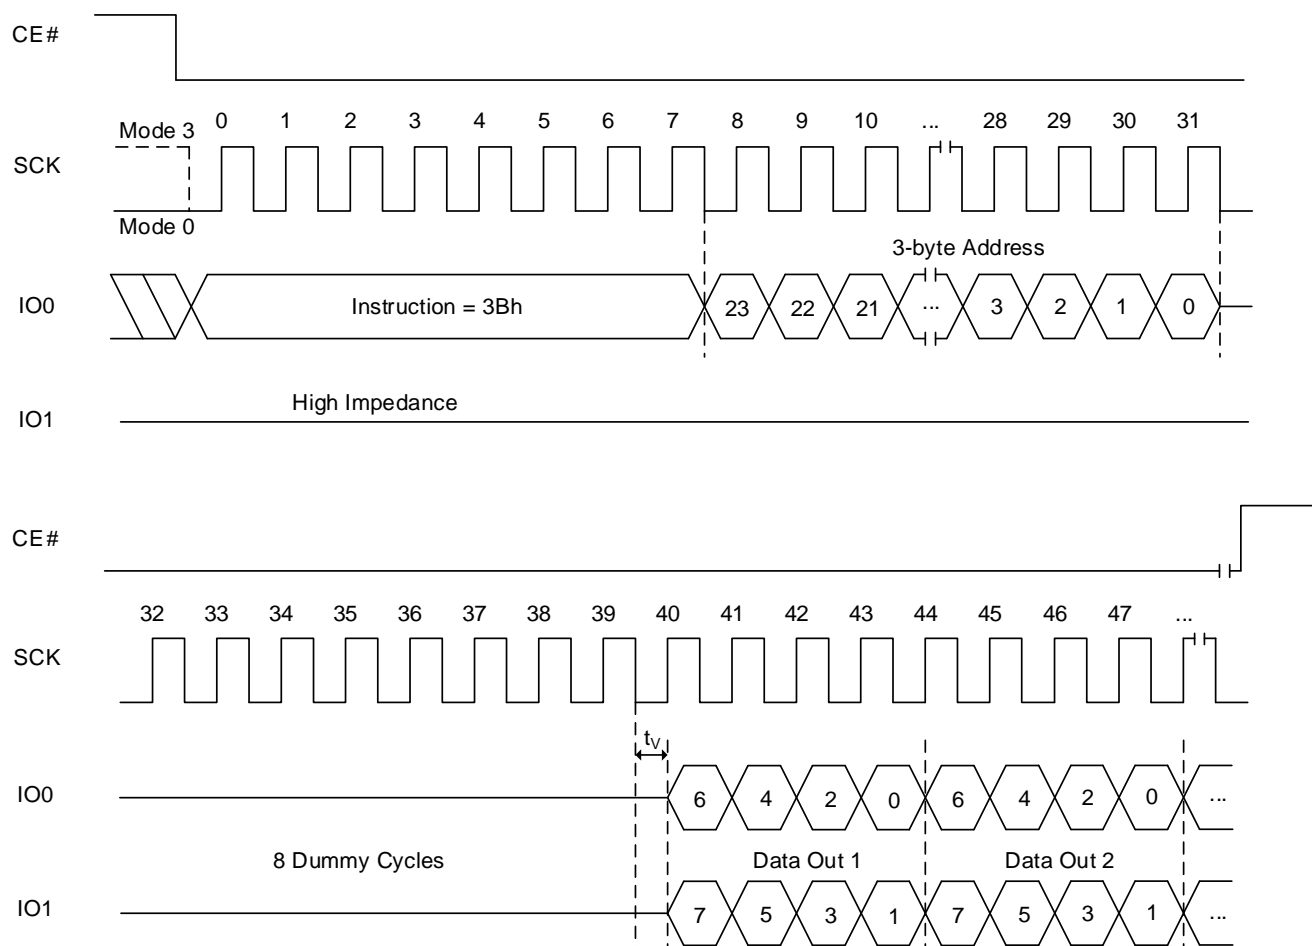 CE#
Mode 3 0 1 2 3 4 5 6 7 8 9 10 ... 28 29 30 31
SCK
Mode 0
3-byte Address
IO0 Instruction = 3Bh 23 22 21 ... 3 2 1 0
High Impedance
IO1
CE#
32 33 34 35 36 37 38 39 40 41 42 43 44 45 46 47 ...
SCK
tV
IO0 6 4 2 0 6 4 2 0 ...
8 Dummy Cycles Data Out 1 Data Out 2
IO1 7 5 3 1 7 5 3 1 ...